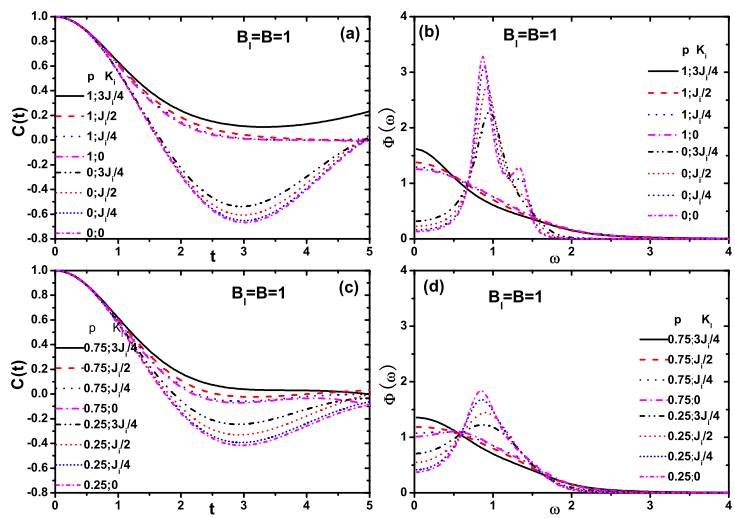 1.0
0.8
0.6
0.4
0.2
0.0
-0.2
-0.4
-0.6
-0.8
C(t)
B_I=B=1
(a)
p K_i
1;3J_i/4
1;J_i/2
1;J_i/4
1;0
0;3J_i/4
0;J_i/2
0;J_i/4
0;0
0 1 2 3 4 5
t
4
3
2
1
0
Φ(ω)
(b)
B_I=B=1
p K_i
1;3J_i/4
1;J_i/2
1;J_i/4
1;0
0;3J_i/4
0;J_i/2
0;J_i/4
0;0
0 1 2 3 4
ω
1.0
0.8
0.6
0.4
0.2
0.0
-0.2
-0.4
-0.6
-0.8
C(t)
B_I=B=1
(c)
p K_i
0.75;3J_i/4
0.75;J_i/2
0.75;J_i/4
0.75;0
0.25;3J_i/4
0.25;J_i/2
0.25;J_i/4
0.25;0
0 1 2 3 4 5
t
4
3
2
1
0
Φ(ω)
(d)
B_I=B=1
p K_i
0.75;3J_i/4
0.75;J_i/2
0.75;J_i/4
0.75;0
0.25;3J_i/4
0.25;J_i/2
0.25;J_i/4
0.25;0
0 1 2 3 4
ω